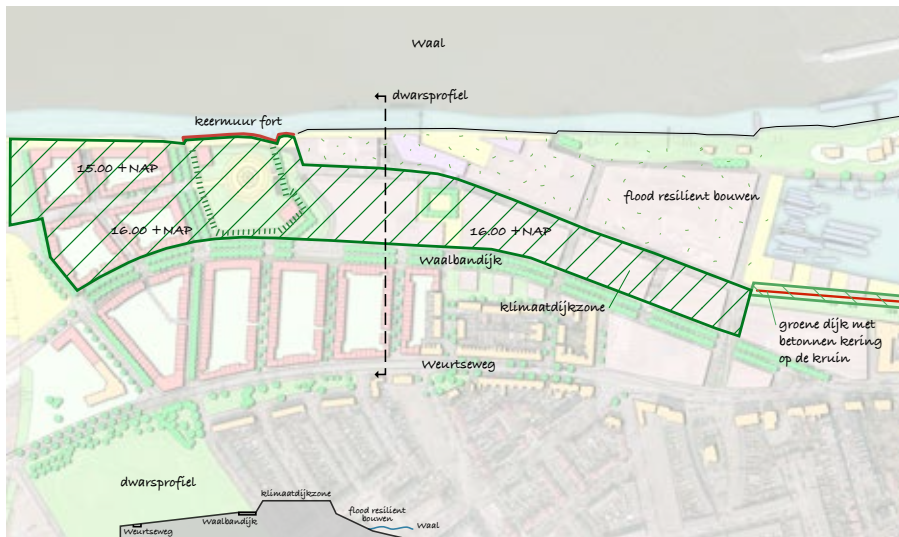 Waal
dwarsprofiel
keermuur fort
15.00 +NAP
flood resilient bouwen
16.00 +NAP
16.00 +NAP
Waalbandijk
klimaatdijkzone
groene dijk met
betonnen kering
op de kruin
Weurtseweg
dwarsprofiel
klimaatdijkzone
flood resilient
bouwen
Waalbandijk
Waal
Weurtseweg